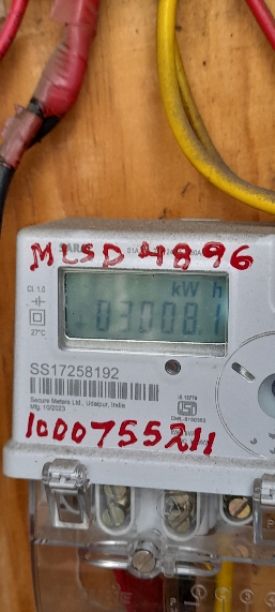 MLSD 4896
kW h
03008.1
Cl. 1.0
27°C
SS17258192
Secure Meters Ltd., Udaipur, India
Mfg. 10/2023
1000755211